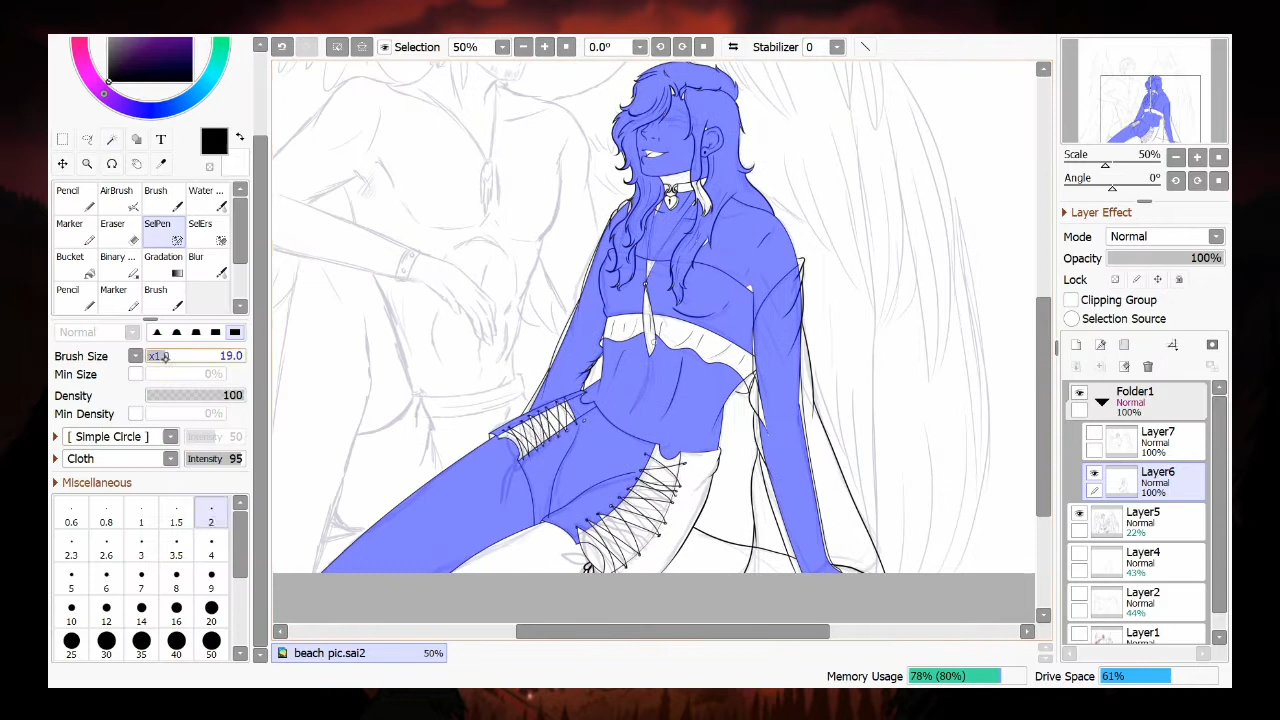 Selection 50% 0.0° Stabilizer 0
T
Pencil AirBrush Brush Water ...
Marker Eraser SelPen SelErs
Bucket Binary ... Gradation Blur
Pencil Marker Brush
Normal
Brush Size 19.0
Min Size 0%
Density 100
Min Density 0%
[ Simple Circle ] Intensity 50
Cloth Intensity 95
Miscellaneous
0.6 0.8 1 1.5 2
2.3 2.6 3 3.5 4
5 6 7 8 9
10 12 14 16 20
25 30 35 40 50
beach pic.sai2 50%
Scale 50%
Angle 0°
Layer Effect
Mode Normal
Opacity 100%
Lock
Clipping Group
Selection Source
Folder1
Normal
100%
Layer7
Normal
100%
Layer6
Normal
100%
Layer5
Normal
22%
Layer4
Normal
43%
Layer2
Normal
44%
Layer1
Normal
Memory Usage 78% (80%) Drive Space 61%